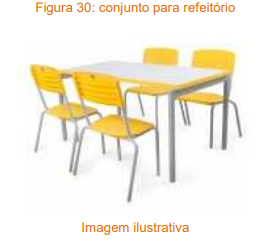 Figura 30: conjunto para refeitório
Imagem ilustrativa